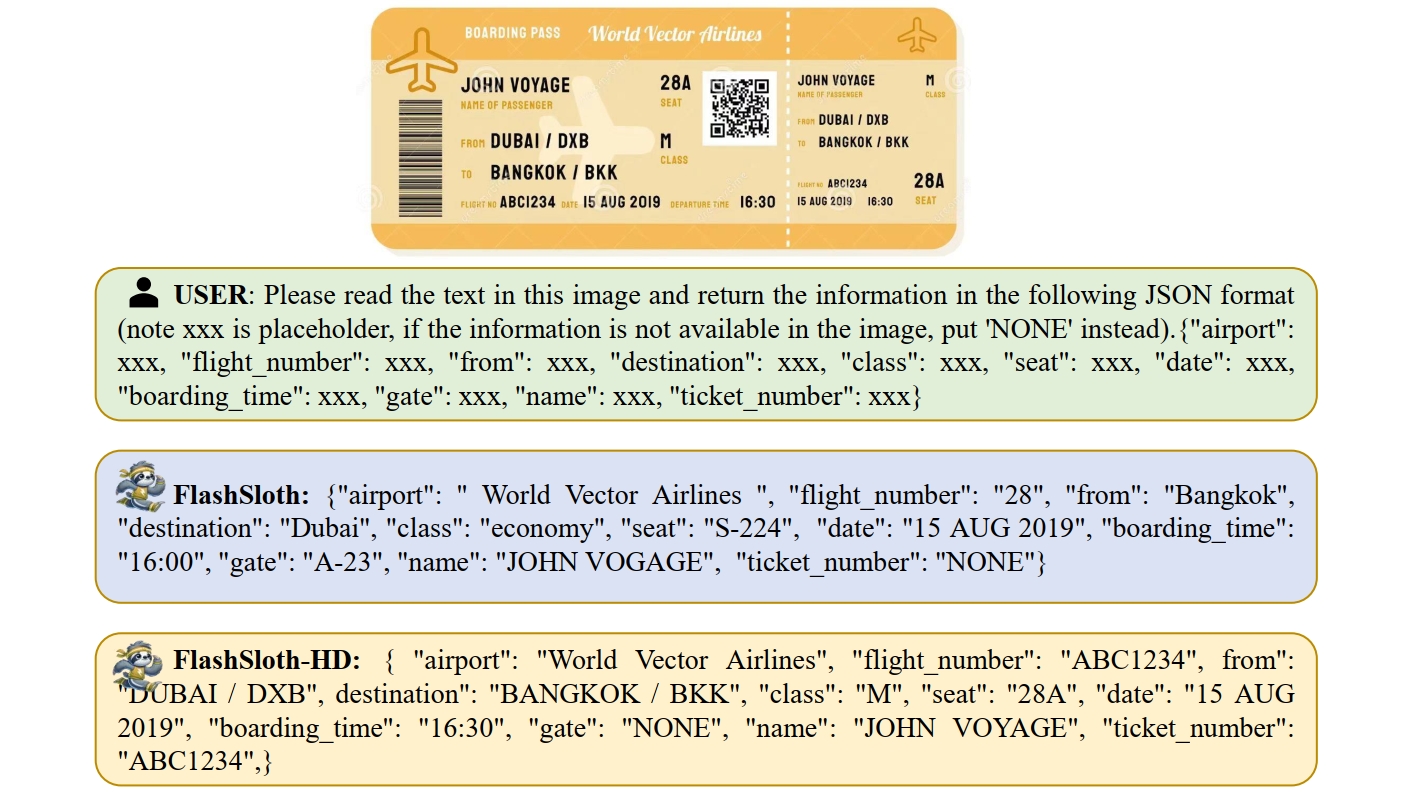 BOARDING PASS World Vector Airlines
JOHN VOYAGE 28A
NAME OF PASSENGER SEAT
FROM DUBAI / DXB M
CLASS
TO BANGKOK / BKK
FLIGHT NO ABC1234 DATE 15 AUG 2019 DEPARTURE TIME 16:30
JOHN VOYAGE M
NAME OF PASSENGER CLASS
FROM DUBAI / DXB
TO BANGKOK / BKK
FLIGHT NO ABC1234 28A
15 AUG 2019 16:30 SEAT
USER: Please read the text in this image and return the information in the following JSON format
(note xxx is placeholder, if the information is not available in the image, put 'NONE' instead).{"airport":
xxx, "flight_number": xxx, "from": xxx, "destination": xxx, "class": xxx, "seat": xxx, "date": xxx,
"boarding_time": xxx, "gate": xxx, "name": xxx, "ticket_number": xxx}
FlashSloth: {"airport": " World Vector Airlines ", "flight_number": "28", "from": "Bangkok",
"destination": "Dubai", "class": "economy", "seat": "S-224", "date": "15 AUG 2019", "boarding_time":
"16:00", "gate": "A-23", "name": "JOHN VOGAGE", "ticket_number": "NONE"}
FlashSloth-HD: { "airport": "World Vector Airlines", "flight_number": "ABC1234", from":
"DUBAI / DXB", destination": "BANGKOK / BKK", "class": "M", "seat": "28A", "date": "15 AUG
2019", "boarding_time": "16:30", "gate": "NONE", "name": "JOHN VOYAGE", "ticket_number":
"ABC1234",}